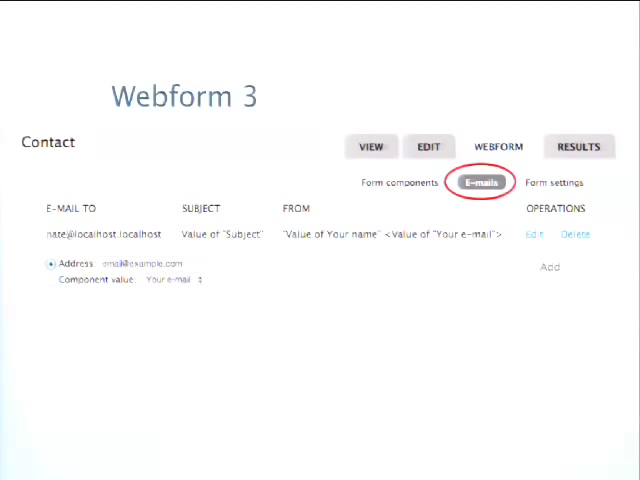 Webform 3
Contact
VIEW EDIT WEBFORM RESULTS
Form components E-mails Form settings
E-MAIL TO SUBJECT FROM OPERATIONS
nate@localhost.localhost Value of "Subject" "Value of Your name" <Value of "Your e-mail"> Edit Delete
Address: email@example.com Add
Component value: Your e-mail